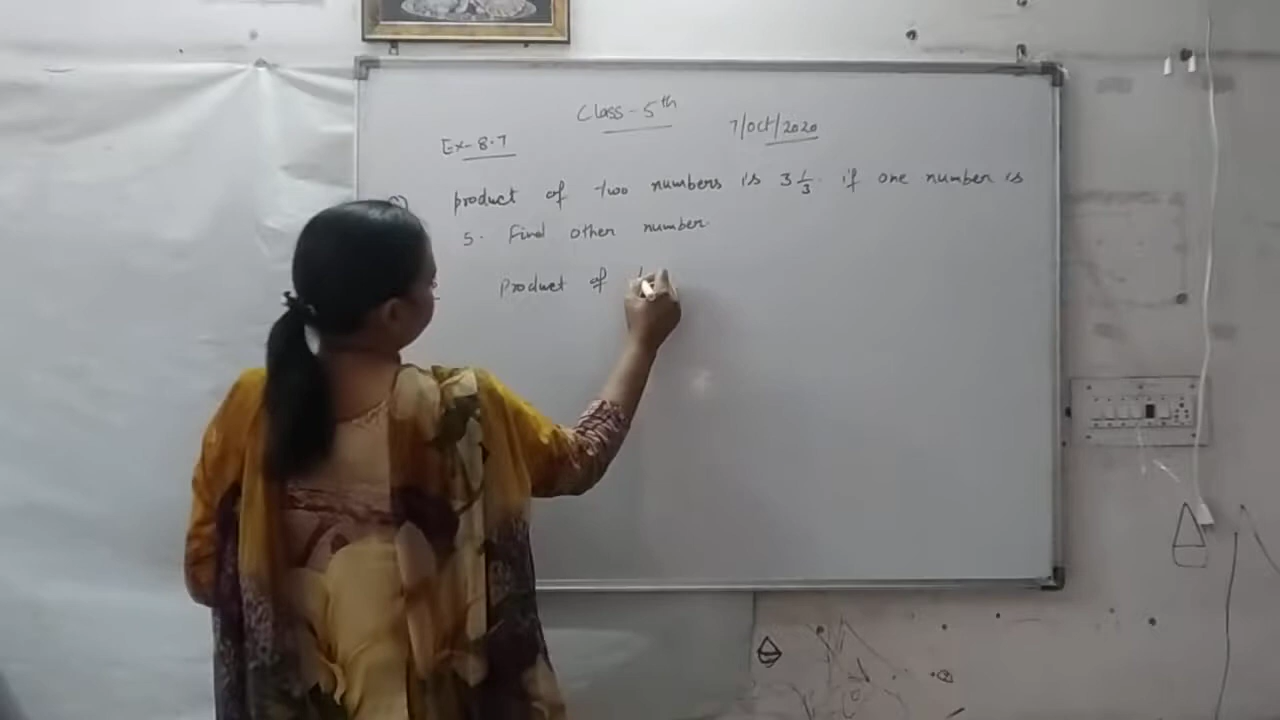 Class - 5th
Ex- 8.7
7/Oct/2020
product of two numbers is 3 1/3. if one number is
5. Find other number.
Product of